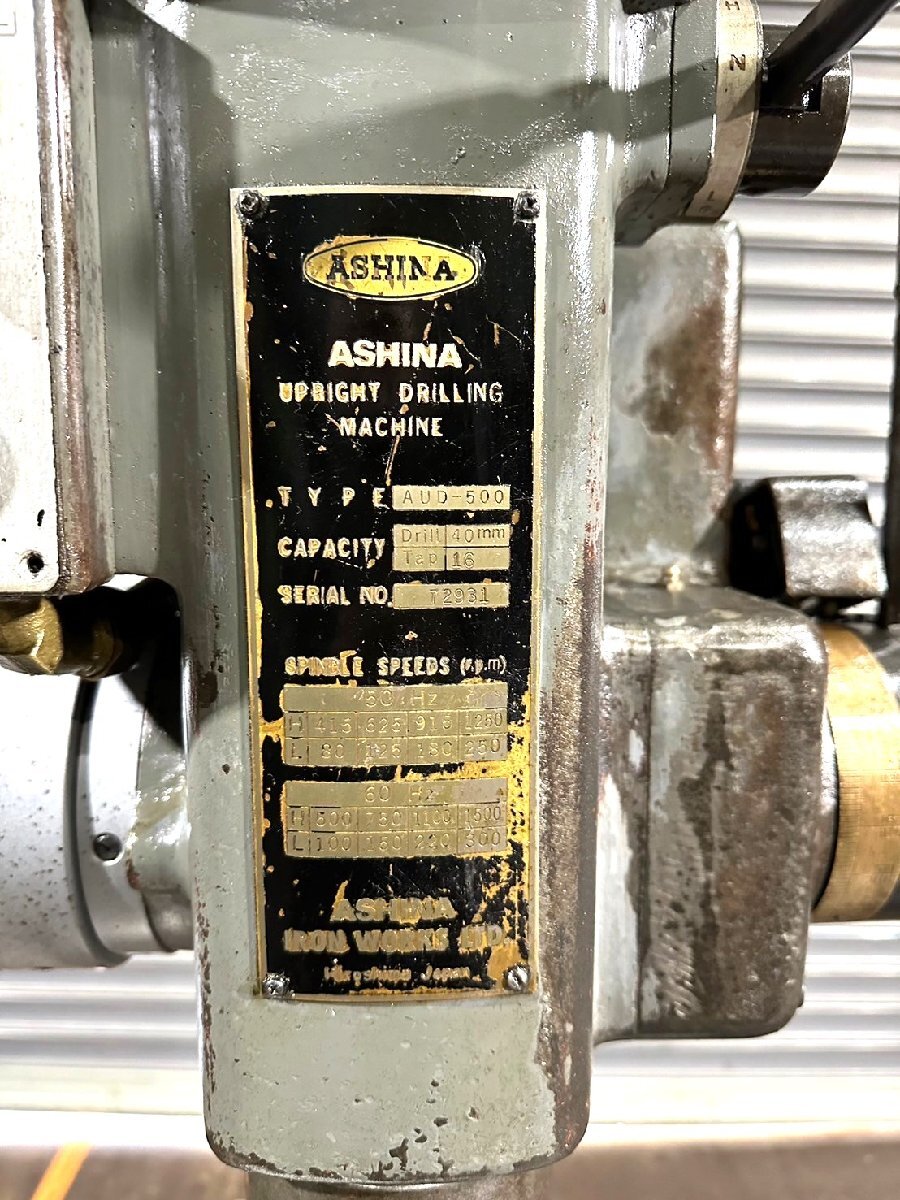 ASHINA
ASHINA
UPRIGHT DRILLING
MACHINE
TYPE AUD-500
CAPACITY Drill 40mm
Tap 16
SERIAL NO. T2931
SPINDLE SPEEDS (r.p.m)
50 Hz
H 415 625 915 1250
L 80 125 180 250
60 Hz
H 500 750 1100 1500
L 100 150 300
ASHINA
IRON WORKS LTD.
Hiroshima Japan